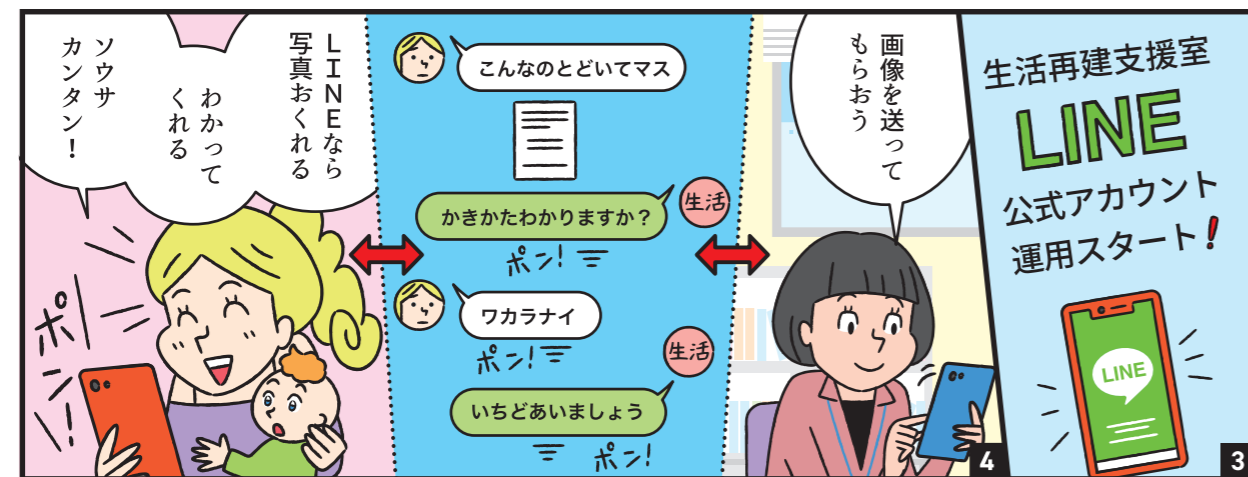 生活再建支援室
LINE
公式アカウント
運用スタート!
LINE
3
画像を送って
もらおう
こんなのとどいてマス
かきかたわかりますか？
生活
ポン!
ワカラナイ
ポン!
生活
いちどあいましょう
ポン!
LINEなら
写真おくれる
わかって
くれる
ソウサ
カンタン！
ポーン!
4